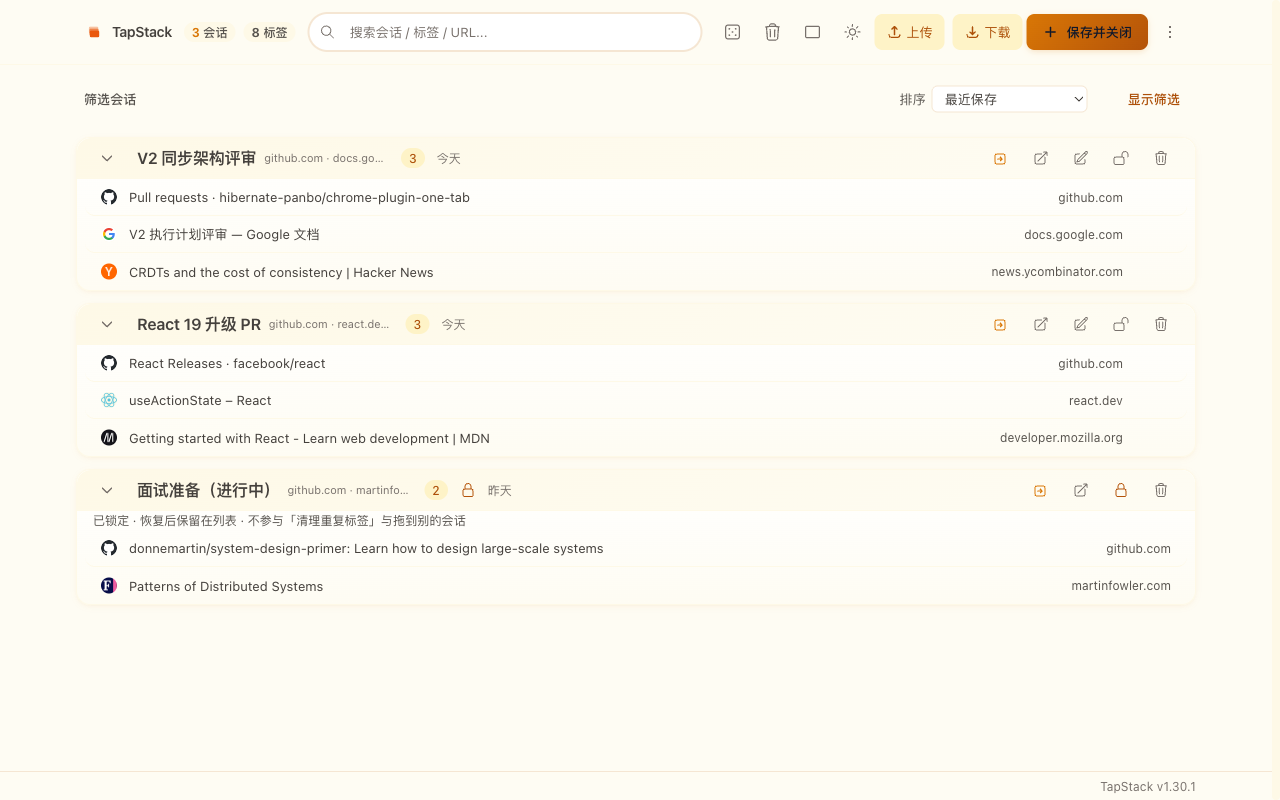 TapStack 3 会话 8 标签 搜索会话 / 标签 / URL... 上传 下载 保存并关闭
筛选会话 排序 最近保存 显示筛选
V2 同步架构评审 github.com · docs.go... 3 今天
Pull requests · hibernate-panbo/chrome-plugin-one-tab github.com
V2 执行计划评审 — Google 文档 docs.google.com
CRDTs and the cost of consistency | Hacker News news.ycombinator.com
React 19 升级 PR github.com · react.de... 3 今天
React Releases · facebook/react github.com
useActionState – React react.dev
Getting started with React - Learn web development | MDN developer.mozilla.org
面试准备（进行中） github.com · martinfo... 2 昨天
已锁定 · 恢复后保留在列表 · 不参与「清理重复标签」与拖到别的会话
donnemartin/system-design-primer: Learn how to design large-scale systems github.com
Patterns of Distributed Systems martinfowler.com
TapStack v1.30.1